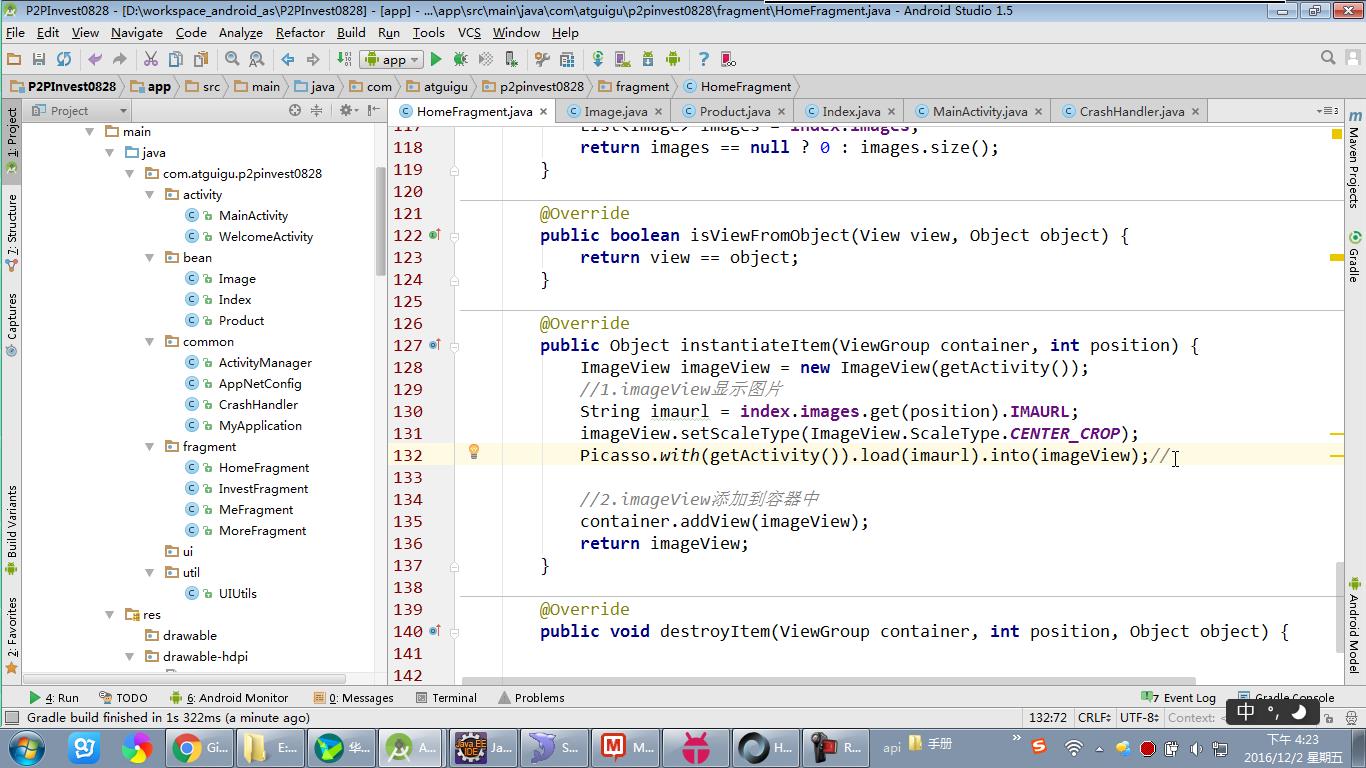 P2PInvest0828 - [D:\workspace_android_as\P2PInvest0828] - [app] - ...\app\src\main\java\com\atguigu\p2pinvest0828\fragment\HomeFragment.java - Android Studio 1.5
File Edit View Navigate Code Analyze Refactor Build Run Tools VCS Window Help
app
P2PInvest0828 app src main java com atguigu p2pinvest0828 fragment HomeFragment
Project
HomeFragment.java Image.java Product.java Index.java MainActivity.java CrashHandler.java
1: Project
7: Structure
Captures
Build Variants
2: Favorites
main
java
com.atguigu.p2pinvest0828
activity
MainActivity
WelcomeActivity
bean
Image
Index
Product
common
ActivityManager
AppNetConfig
CrashHandler
MyApplication
fragment
HomeFragment
InvestFragment
MeFragment
MoreFragment
ui
util
UIUtils
res
drawable
drawable-hdpi
117 List<Image> images = index.images;
118 return images == null ? 0 : images.size();
119 }
120
121 @Override
122 public boolean isViewFromObject(View view, Object object) {
123 return view == object;
124 }
125
126 @Override
127 public Object instantiateItem(ViewGroup container, int position) {
128 ImageView imageView = new ImageView(getActivity());
129 //1.imageView显示图片
130 String imaurl = index.images.get(position).IMAURL;
131 imageView.setScaleType(ImageView.ScaleType.CENTER_CROP);
132 Picasso.with(getActivity()).load(imaurl).into(imageView);//
133
134 //2.imageView添加到容器中
135 container.addView(imageView);
136 return imageView;
137 }
138
139 @Override
140 public void destroyItem(ViewGroup container, int position, Object object) {
141
142
Maven Projects
Gradle
Android Model
4: Run TODO 6: Android Monitor 0: Messages Terminal Problems 7 Event Log Gradle Console
Gradle build finished in 1s 322ms (a minute ago) 132:72 CRLF UTF-8 Context:
中
Gi... E:... 华... A... Ja... S... M... H... R... api 手册
下午 4:23
2016/12/2 星期五